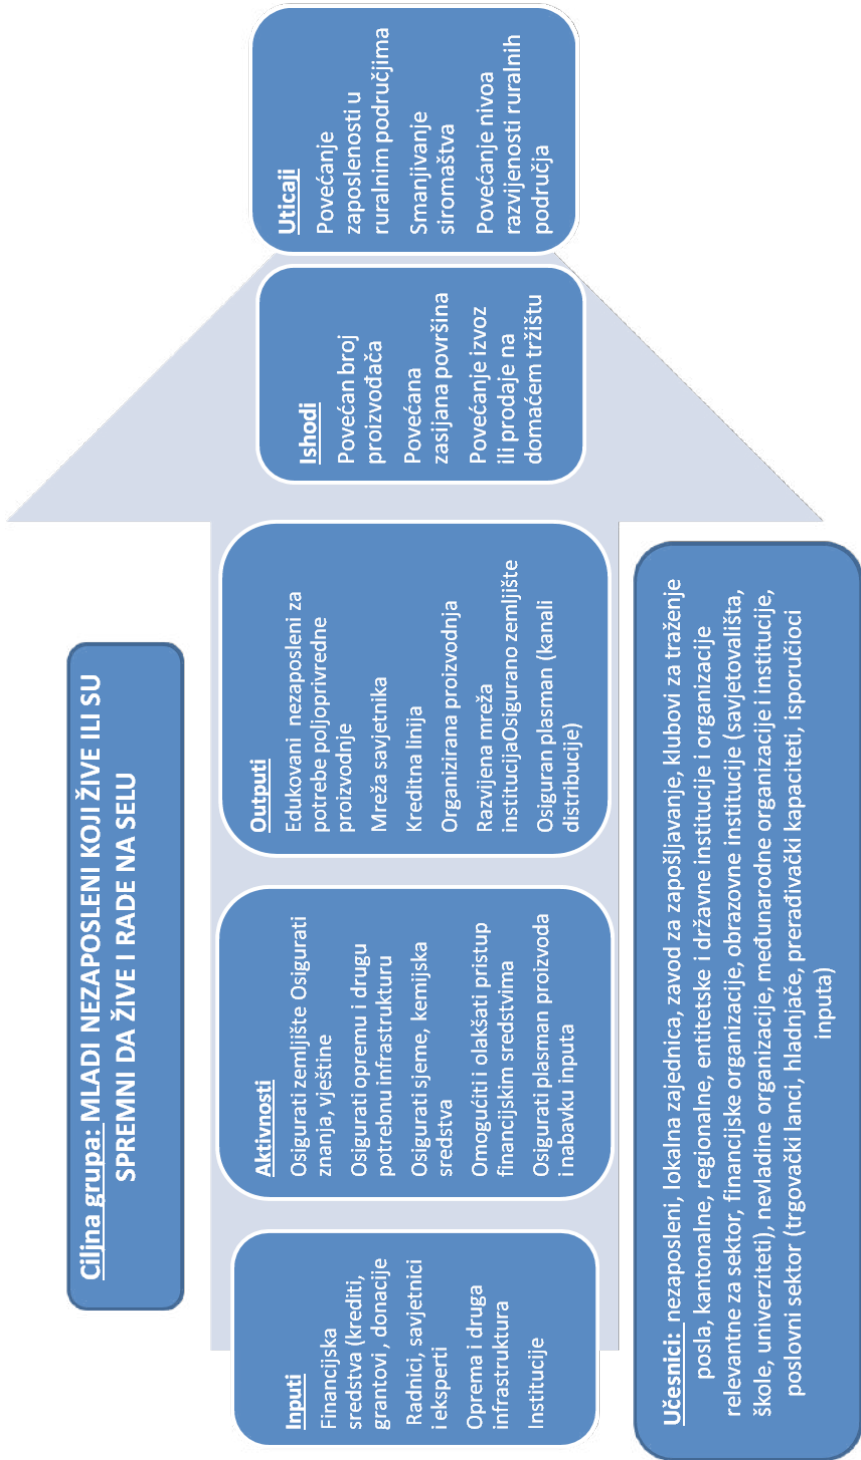 Ciljna grupa: MLADI NEZAPOSLENI KOJI ŽIVE ILI SU
SPREMNI DA ŽIVE I RADE NA SELU
Inputi
Financijska
sredstva (krediti,
grantovi , donacije
Radnici, savjetnici
i eksperti
Oprema i druga
infrastruktura
Institucije
Aktivnosti
Osigurati zemljište Osigurati
znanja, vještine
Osigurati opremu i drugu
potrebnu infrastrukturu
Osigurati sjeme, kemijska
sredstva
Omogućiti i olakšati pristup
financijskim sredstvima
Osigurati plasman proizvoda
i nabavku inputa
Outputi
Edukovani nezaposleni za
potrebe poljoprivredne
proizvodnje
Mreža savjetnika
Kreditna linija
Organizirana proizvodnja
Razvijena mreža
institucijaOsigurano zemljište
Osiguran plasman (kanali
distribucije)
Ishodi
Povećan broj
proizvođača
Povećana
zasijana površina
Povećanje izvoz
ili prodaje na
domaćem tržištu
Uticaji
Povećanje
zaposlenosti u
ruralnim područjima
Smanjivanje
siromaštva
Povećanje nivoa
razvijenosti ruralnih
područja
Učesnici: nezaposleni, lokalna zajednica, zavod za zapošljavanje, klubovi za traženje
posla, kantonalne, regionalne, entitetske i državne institucije i organizacije
relevantne za sektor, financijske organizacije, obrazovne institucije (savjetovališta,
škole, univerziteti), nevladine organizacije, međunarodne organizacije i institucije,
poslovni sektor (trgovački lanci, hladnjače, prerađivački kapaciteti, isporučioci
inputa)